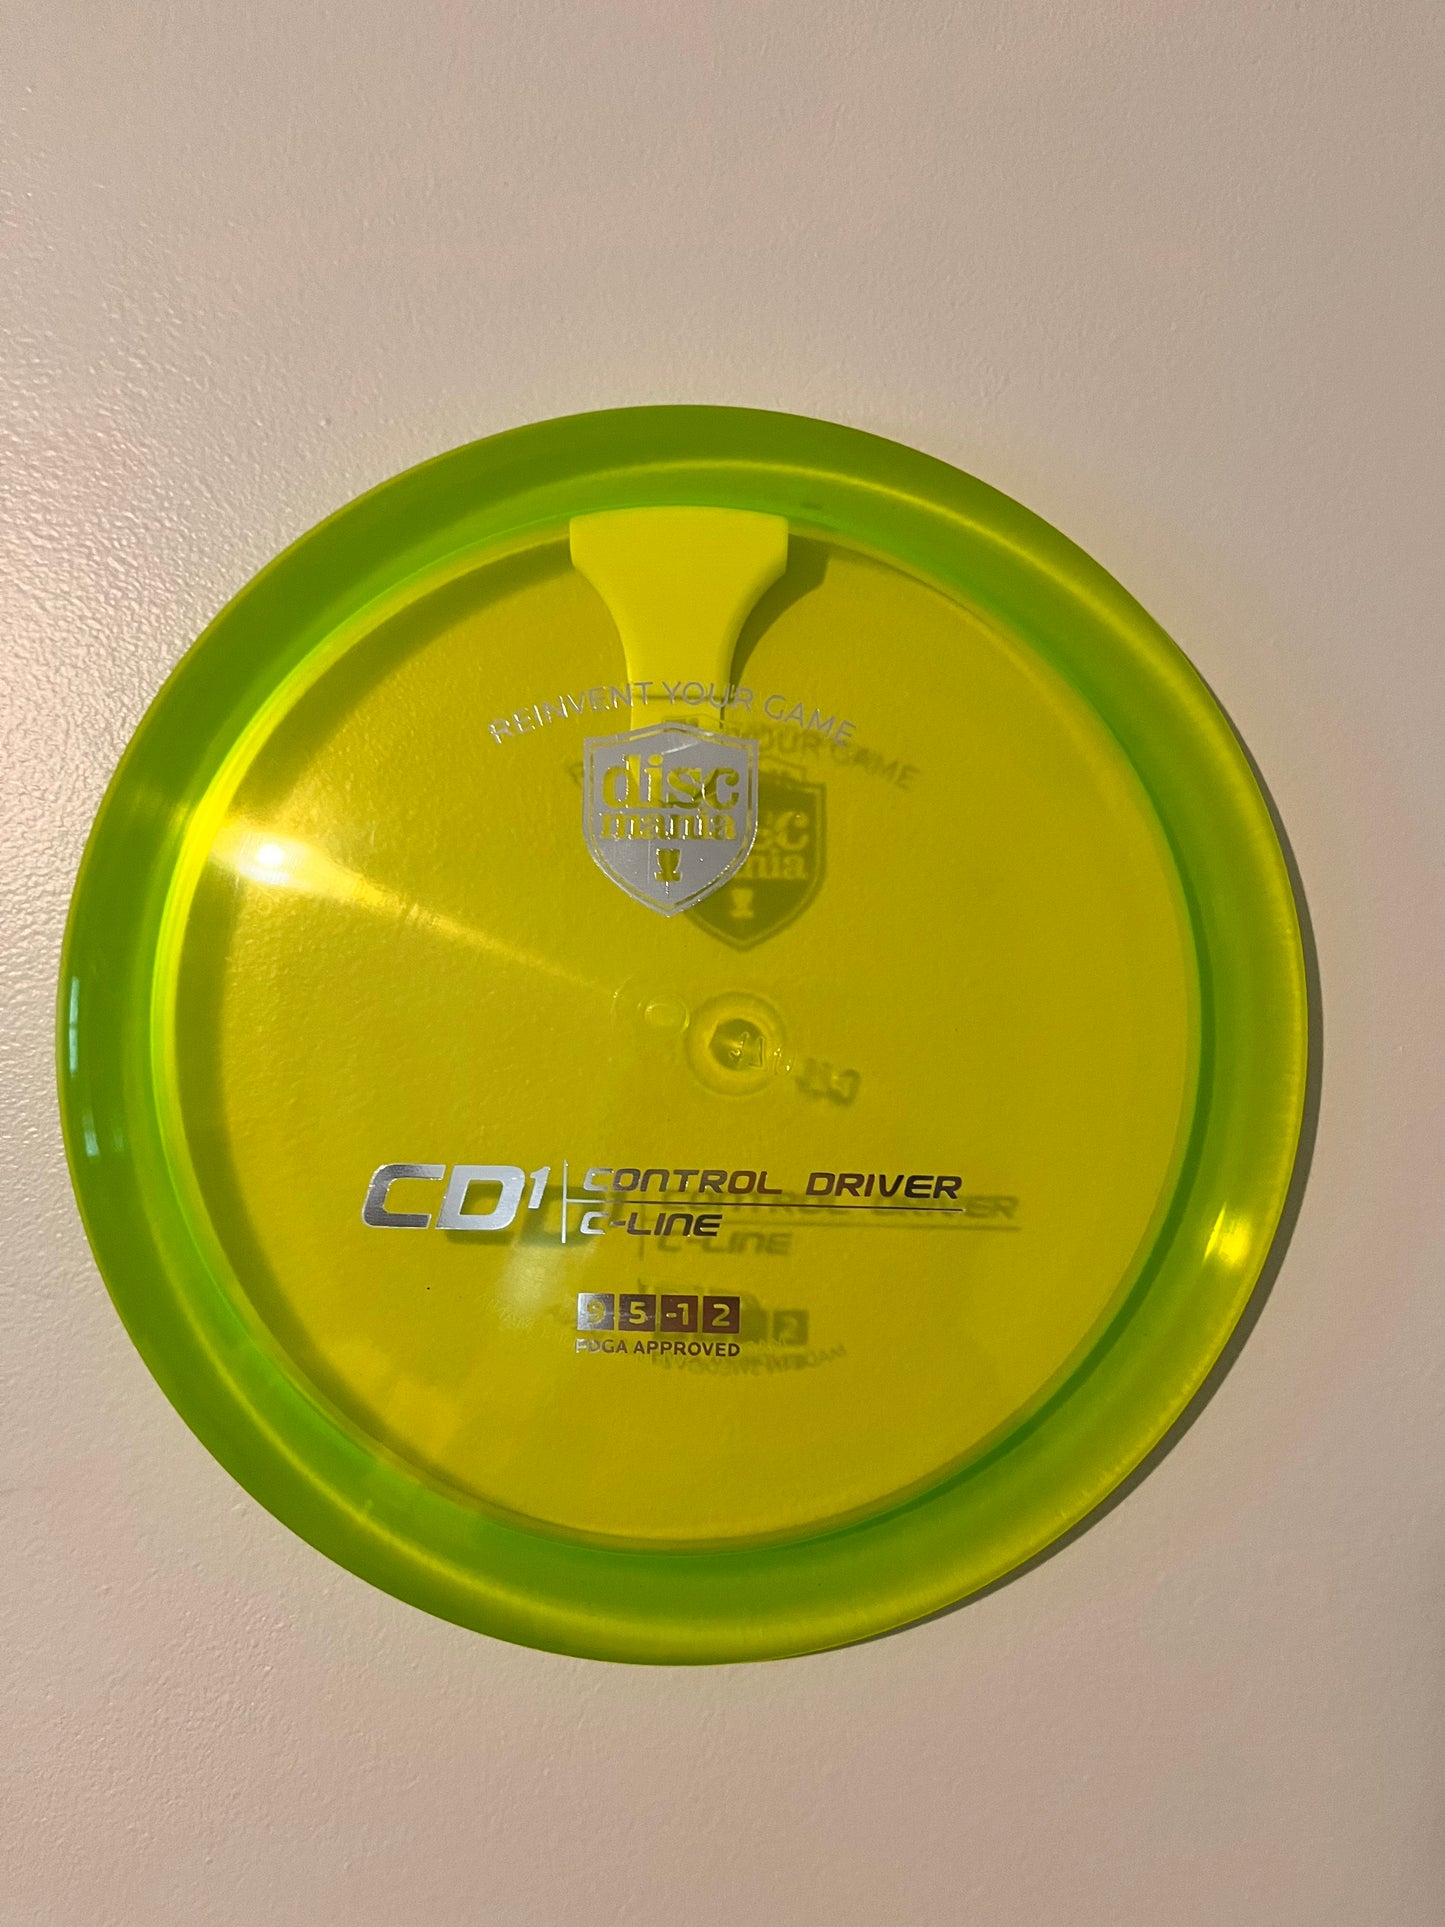 REINVENT YOUR GAME
disc
mania
CD1 CONTROL DRIVER
C-LINE
9 5 -1 2
PDGA APPROVED